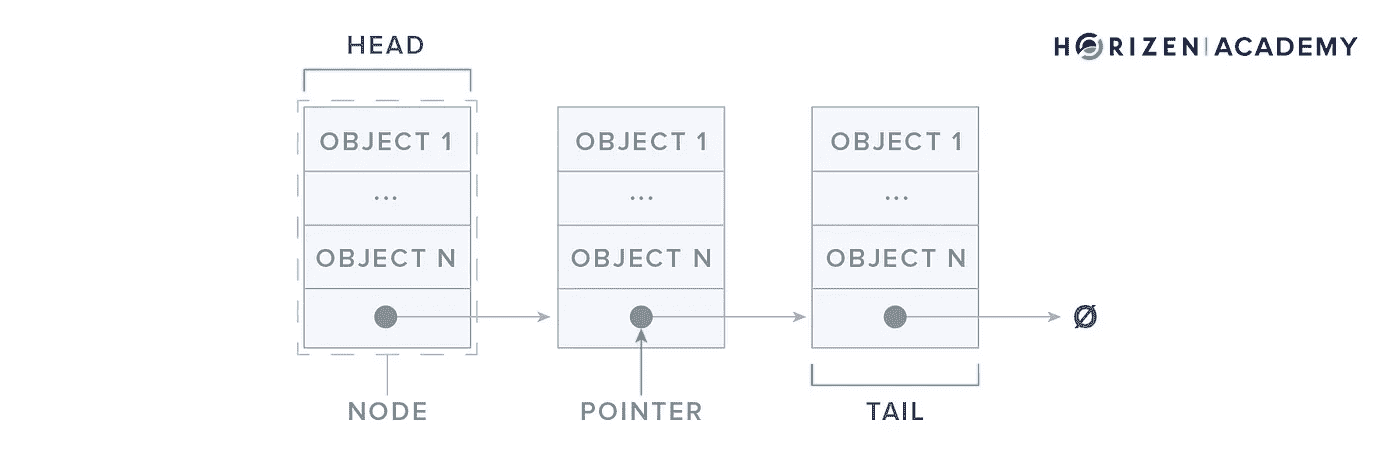 HEAD
HORIZEN | ACADEMY
OBJECT 1
...
OBJECT N
OBJECT 1
...
OBJECT N
OBJECT 1
...
OBJECT N
Ø
NODE
POINTER
TAIL